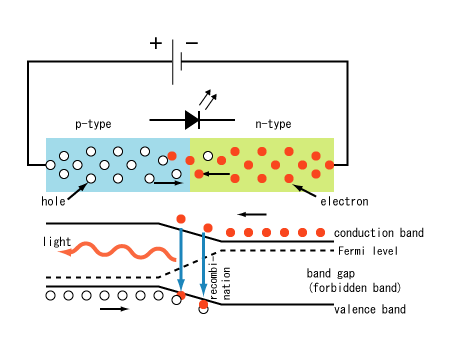 + −
p-type n-type
hole electron
conduction band
light
Fermi level
recombi-
nation
band gap
(forbidden band)
valence band